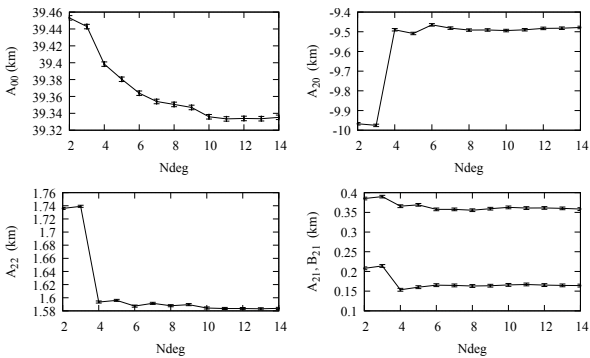 39.46
39.44
39.42
39.4
39.38
39.36
39.34
39.32
A00 (km)
2 4 6 8 10 12 14
Ndeg
-9.4
-9.5
-9.6
-9.7
-9.8
-9.9
-10
A20 (km)
2 4 6 8 10 12 14
Ndeg
1.76
1.74
1.72
1.7
1.68
1.66
1.64
1.62
1.6
1.58
A22 (km)
2 4 6 8 10 12 14
Ndeg
0.4
0.35
0.3
0.25
0.2
0.15
0.1
A21, B21 (km)
2 4 6 8 10 12 14
Ndeg